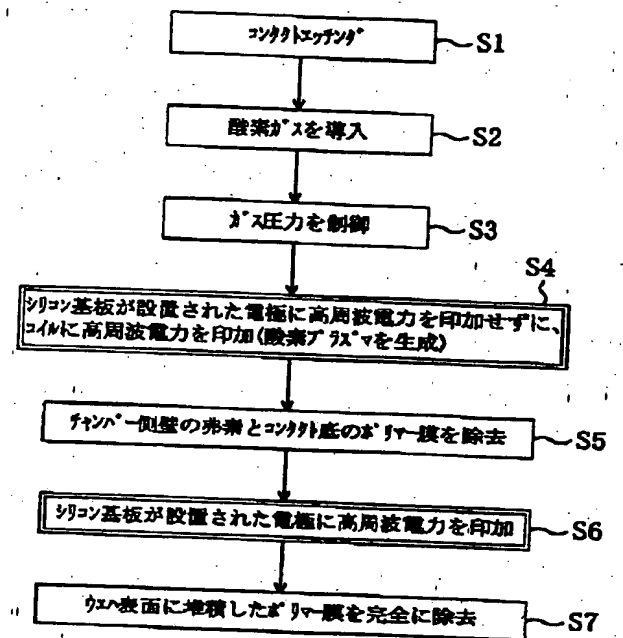 コンタクトエッチング
S1
酸素ガスを導入
S2
ガス圧力を制御
S3
S4
シリコン基板が設置された電極に高周波電力を印加せずに、
コイルに高周波電力を印加(酸素プラズマを生成)
チャンバー側壁の弗素とコンタクト底のポリマー膜を除去
S5
シリコン基板が設置された電極に高周波電力を印加
S6
ウエハ表面に堆積したポリマー膜を完全に除去
S7